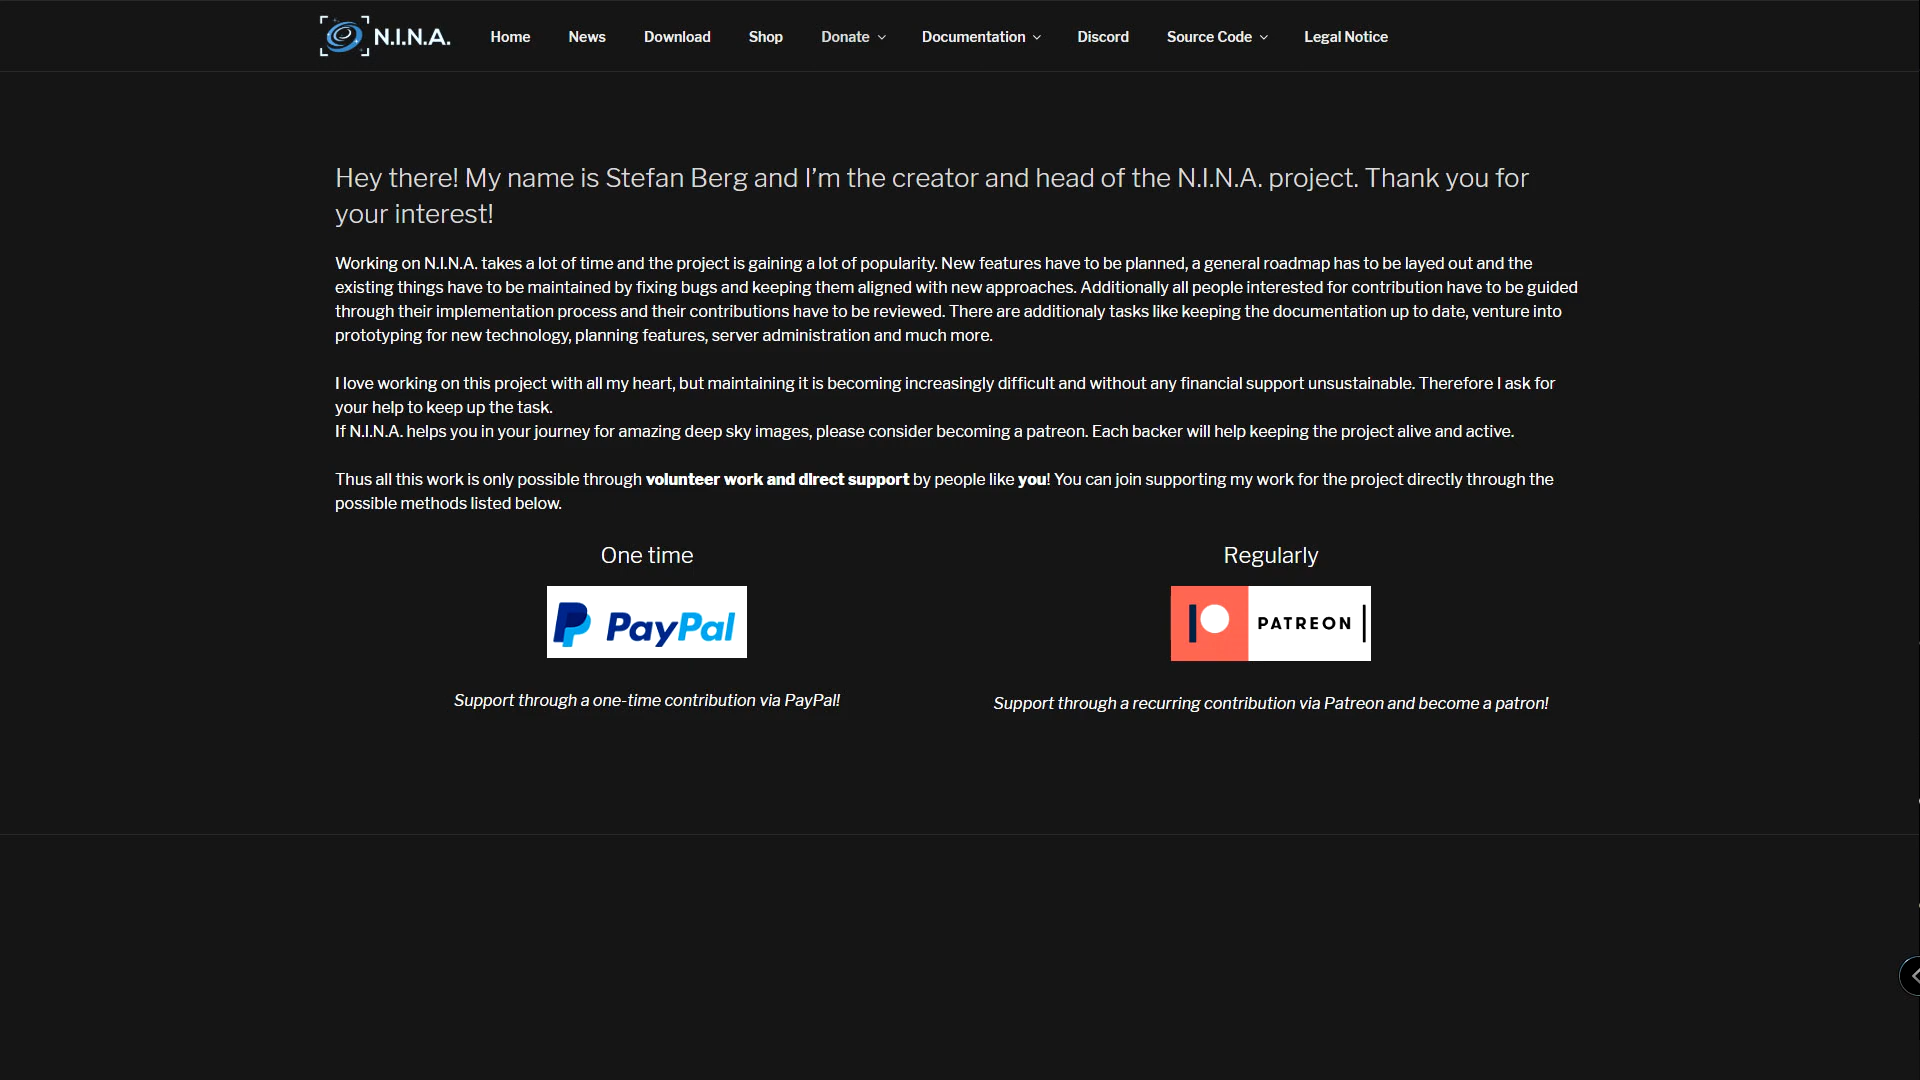 N.I.N.A. Home News Download Shop Donate Documentation Discord Source Code Legal Notice
Hey there! My name is Stefan Berg and I’m the creator and head of the N.I.N.A. project. Thank you for
your interest!
Working on N.I.N.A. takes a lot of time and the project is gaining a lot of popularity. New features have to be planned, a general roadmap has to be layed out and the
existing things have to be maintained by fixing bugs and keeping them aligned with new approaches. Additionally all people interested for contribution have to be guided
through their implementation process and their contributions have to be reviewed. There are additionaly tasks like keeping the documentation up to date, venture into
prototyping for new technology, planning features, server administration and much more.
I love working on this project with all my heart, but maintaining it is becoming increasingly difficult and without any financial support unsustainable. Therefore I ask for
your help to keep up the task.
If N.I.N.A. helps you in your journey for amazing deep sky images, please consider becoming a patreon. Each backer will help keeping the project alive and active.
Thus all this work is only possible through volunteer work and direct support by people like you! You can join supporting my work for the project directly through the
possible methods listed below.
One time
PayPal
Support through a one-time contribution via PayPal!
Regularly
PATREON
Support through a recurring contribution via Patreon and become a patron!